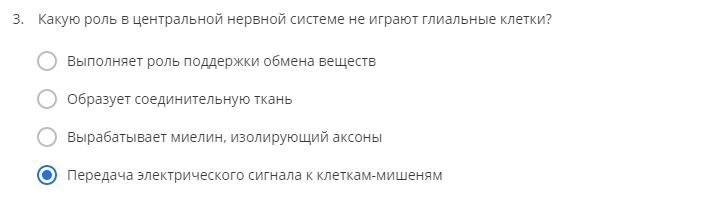 3. Какую роль в центральной нервной системе не играют глиальные клетки?
Выполняет роль поддержки обмена веществ
Образует соединительную ткань
Вырабатывает миелин, изолирующий аксоны
Передача электрического сигнала к клеткам-мишеням